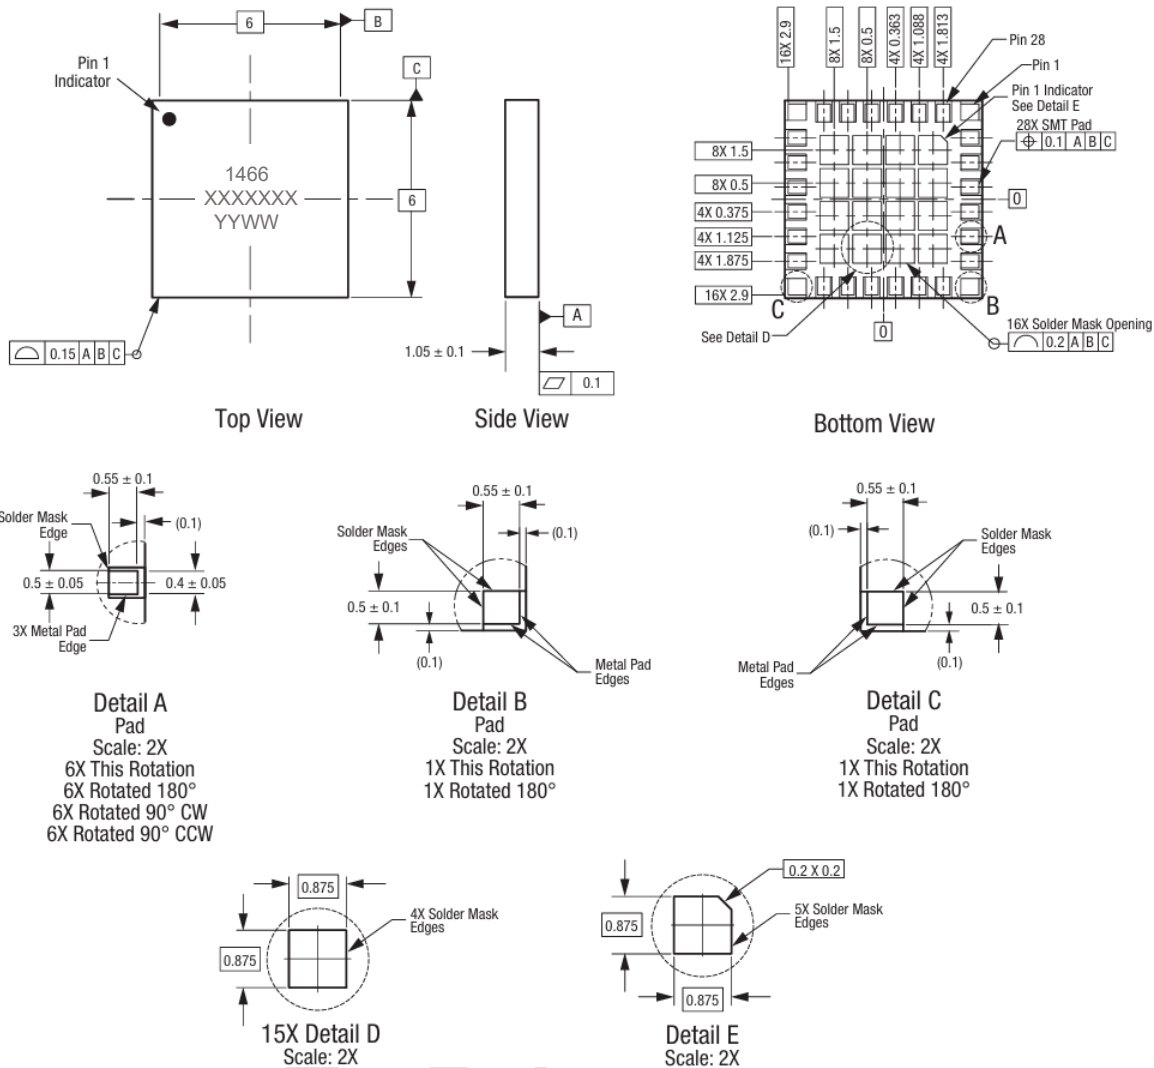 6
B
Pin 1
Indicator
C
1466
XXXXXXX
YYWW
6
0.15 A B C
Top View
A
1.05 ± 0.1
0.1
Side View
16X 2.9
8X 1.5
8X 0.5
4X 0.363
4X 1.088
4X 1.813
Pin 28
Pin 1
Pin 1 Indicator
See Detail E
28X SMT Pad
0.1 A B C
8X 1.5
8X 0.5
4X 0.375
4X 1.125
4X 1.875
16X 2.9
0
A
B
C
See Detail D
0
16X Solder Mask Opening
0.2 A B C
Bottom View
0.55 ± 0.1
Solder Mask
Edge
(0.1)
0.5 ± 0.05
0.4 ± 0.05
3X Metal Pad
Edge
Detail A
Pad
Scale: 2X
6X This Rotation
6X Rotated 180°
6X Rotated 90° CW
6X Rotated 90° CCW
0.55 ± 0.1
Solder Mask
Edges
(0.1)
0.5 ± 0.1
(0.1)
Metal Pad
Edges
Detail B
Pad
Scale: 2X
1X This Rotation
1X Rotated 180°
0.55 ± 0.1
(0.1)
Solder Mask
Edges
0.5 ± 0.1
(0.1)
Metal Pad
Edges
Detail C
Pad
Scale: 2X
1X This Rotation
1X Rotated 180°
0.875
4X Solder Mask
Edges
0.875
15X Detail D
Scale: 2X
0.2 X 0.2
5X Solder Mask
Edges
0.875
0.875
Detail E
Scale: 2X